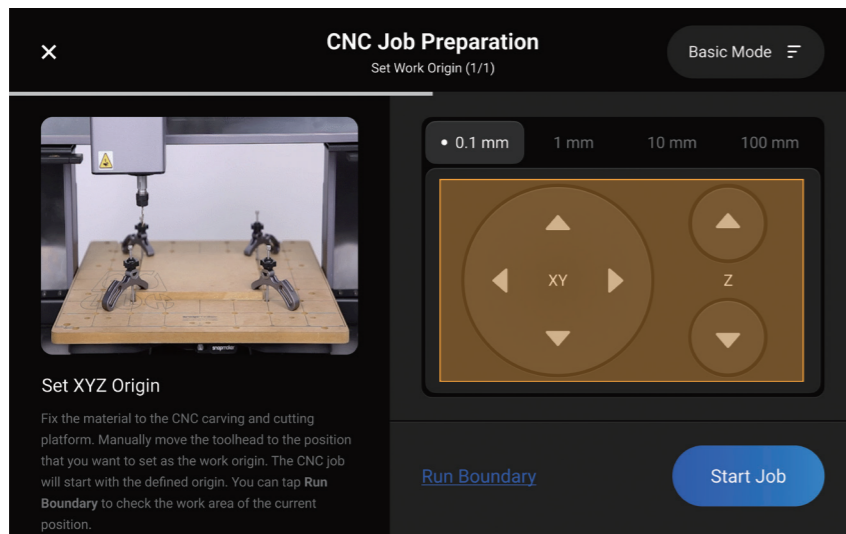 CNC Job Preparation
Set Work Origin (1/1)
Basic Mode
0.1 mm
1 mm
10 mm
100 mm
XY
Z
snapmaker
Set XYZ Origin
Fix the material to the CNC carving and cutting
platform. Manually move the toolhead to the position
that you want to set as the work origin. The CNC job
will start with the defined origin. You can tap Run
Boundary to check the work area of the current
position.
Run Boundary
Start Job